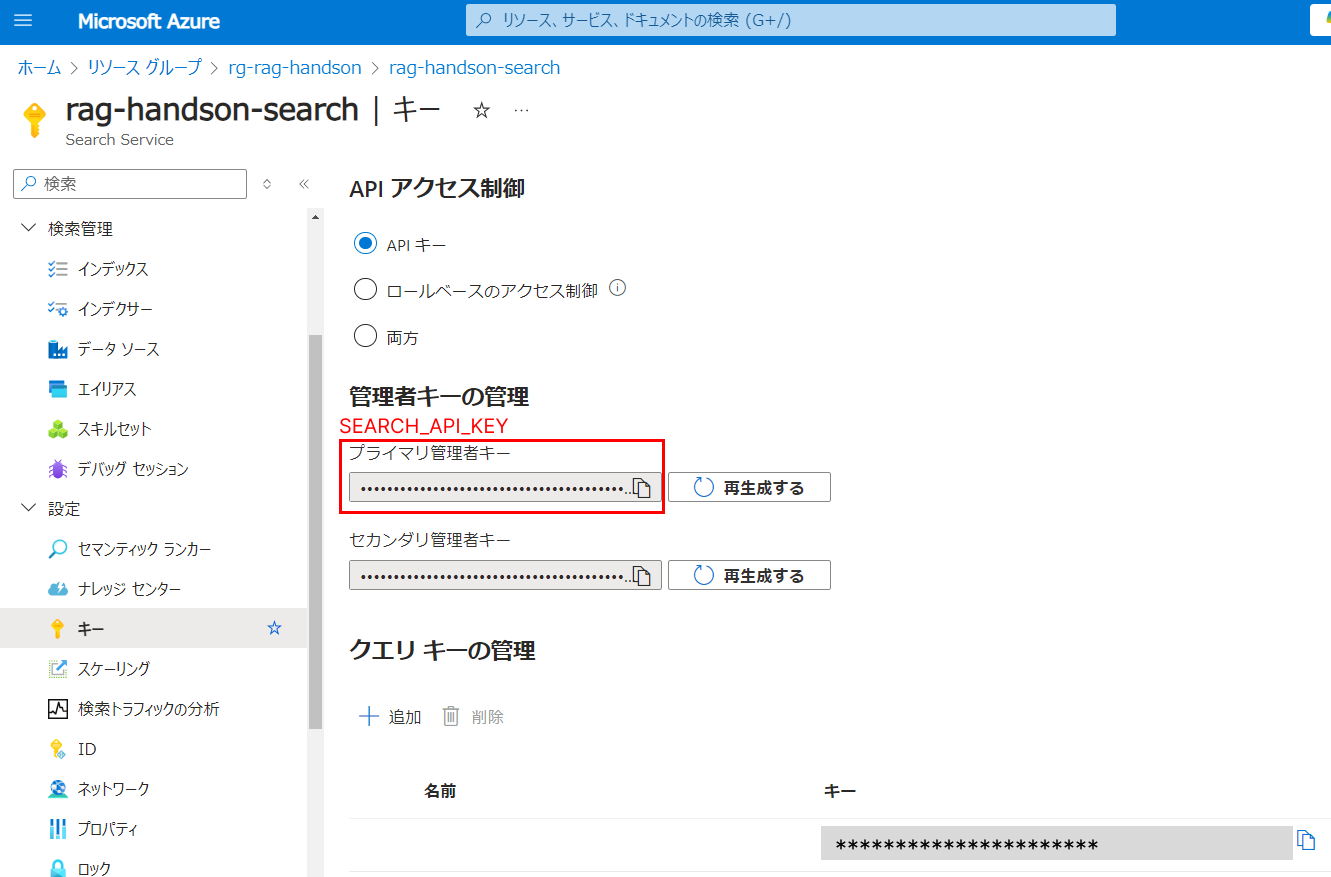 Microsoft Azure
リソース、サービス、ドキュメントの検索 (G+/)
ホーム > リソース グループ > rg-rag-handson > rag-handson-search
rag-handson-search | キー
Search Service
検索
検索管理
インデックス
インデクサー
データ ソース
エイリアス
スキルセット
デバッグ セッション
設定
セマンティック ランカー
ナレッジ センター
キー
スケーリング
検索トラフィックの分析
ID
ネットワーク
プロパティ
ロック
API アクセス制御
API キー
ロールベースのアクセス制御
両方
管理者キーの管理
SEARCH_API_KEY
プライマリ管理者キー
再生成する
セカンダリ管理者キー
再生成する
クエリ キーの管理
追加 削除
名前 キー
**********************